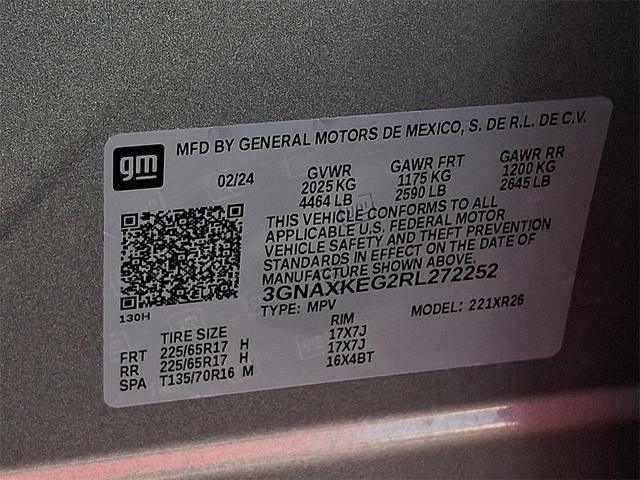 gm
MFD BY GENERAL MOTORS DE MEXICO, S. DE R.L. DE C.V.
02/24
GVWR GAWR FRT GAWR RR
2025 KG 1175 KG 1200 KG
4464 LB 2590 LB 2645 LB
THIS VEHICLE CONFORMS TO ALL
APPLICABLE U.S. FEDERAL MOTOR
VEHICLE SAFETY AND THEFT PREVENTION
STANDARDS IN EFFECT ON THE DATE OF
MANUFACTURE SHOWN ABOVE.
3GNAXKEG2RL272252
TYPE: MPV MODEL: 221XR26
130H
TIRE SIZE RIM
FRT 225/65R17 H 17X7J
RR 225/65R17 H 17X7J
SPA T135/70R16 M 16X4BT